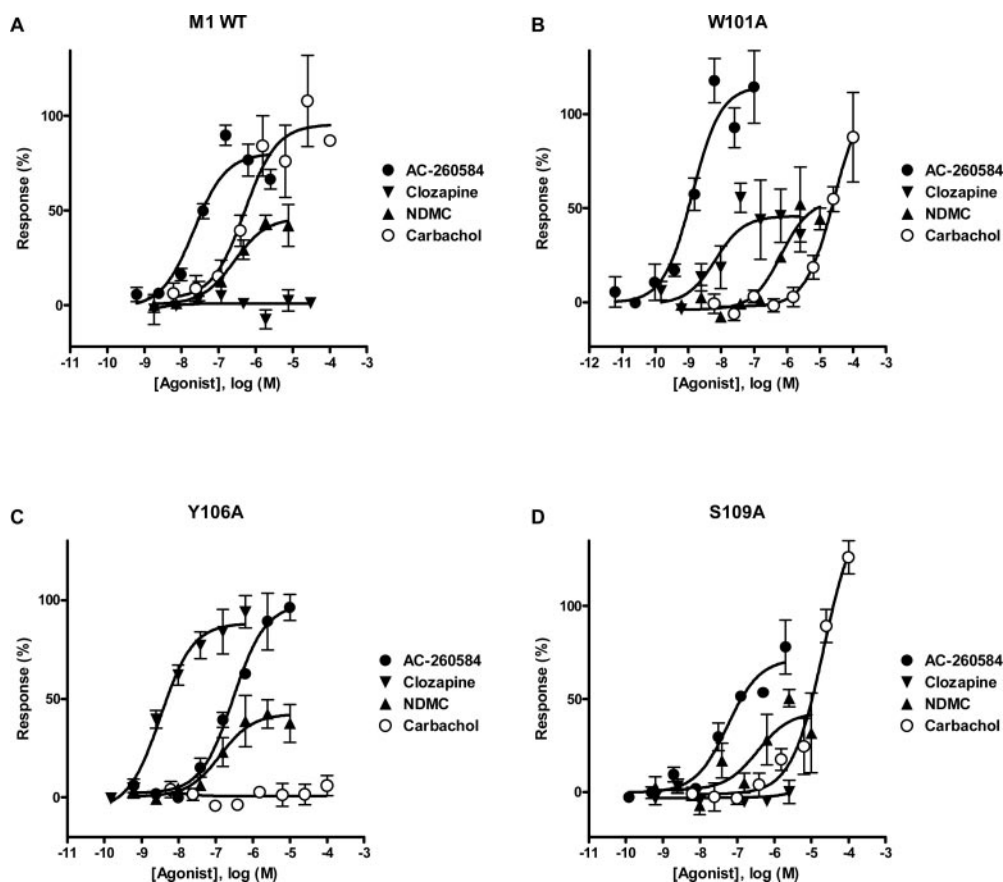 A
M1 WT
100
50
0
Response (%)
-11 -10 -9 -8 -7 -6 -5 -4 -3
[Agonist], log (M)
AC-260584
Clozapine
NDMC
Carbachol
B
W101A
100
50
0
Response (%)
-12 -11 -10 -9 -8 -7 -6 -5 -4 -3
[Agonist], log (M)
AC-260584
Clozapine
NDMC
Carbachol
C
Y106A
100
50
0
Response (%)
-11 -10 -9 -8 -7 -6 -5 -4 -3
[Agonist], log (M)
AC-260584
Clozapine
NDMC
Carbachol
D
S109A
100
50
0
Response (%)
-11 -10 -9 -8 -7 -6 -5 -4 -3
[Agonist], log (M)
AC-260584
Clozapine
NDMC
Carbachol